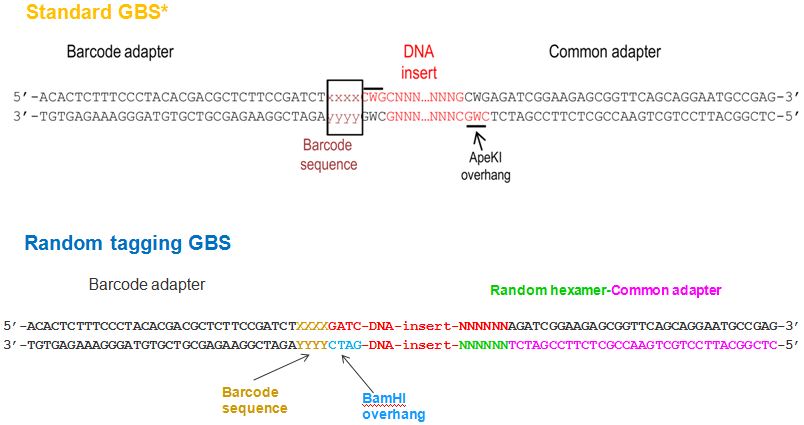 Standard GBS*
Barcode adapter
DNA
insert
Common adapter
5’-ACACTCTTTCCCTACACGACGCTCTTCCGATCTxxxxCWGCNNN…NNNGCWGAGATCGGAAGAGCGGTTCAGCAGGAATGCCGAG-3’
3’-TGTGAGAAAGGGATGTGCTGCGAGAAGGCTAGAyyyyGWCGNNN…NNNCGWCTCTAGCCTTCTCGCCAAGTCGTCCTTACGGCTC-5’
Barcode
sequence
ApeKI
overhang
Random tagging GBS
Barcode adapter
Random hexamer-Common adapter
5’-ACACTCTTTCCCTACACGACGCTCTTCCGATCTXXXXGATC-DNA-insert-NNNNNNAGATCGGAAGAGCGGTTCAGCAGGAATGCCGAG-3’
3’-TGTGAGAAAGGGATGTGCTGCGAGAAGGCTAGAYYYYCTAG-DNA-insert-NNNNNNTCTAGCCTTCTCGCCAAGTCGTCCTTACGGCTC-5’
Barcode
sequence
BamHI
overhang